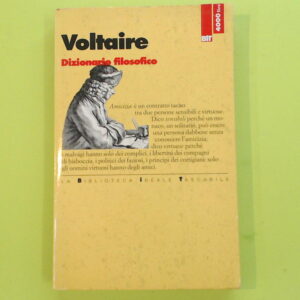 Voltaire
Dizionario filosofico
BIT
4000 lire
Amicizia: è un contratto tacito
tra due persone sensibili e virtuose.
Dico sensibili perché un mo-
naco, un solitario, può essere
una persona dabbene senza
conoscere l'amicizia;
dico virtuose perché
i malvagi hanno solo dei complici, i libertini dei compagni
di bisboccia, i politici dei faziosi, i principi dei cortigiani: solo
gli uomini virtuosi hanno degli amici.
LA BIBLIOTECA IDEALE TASCABILE